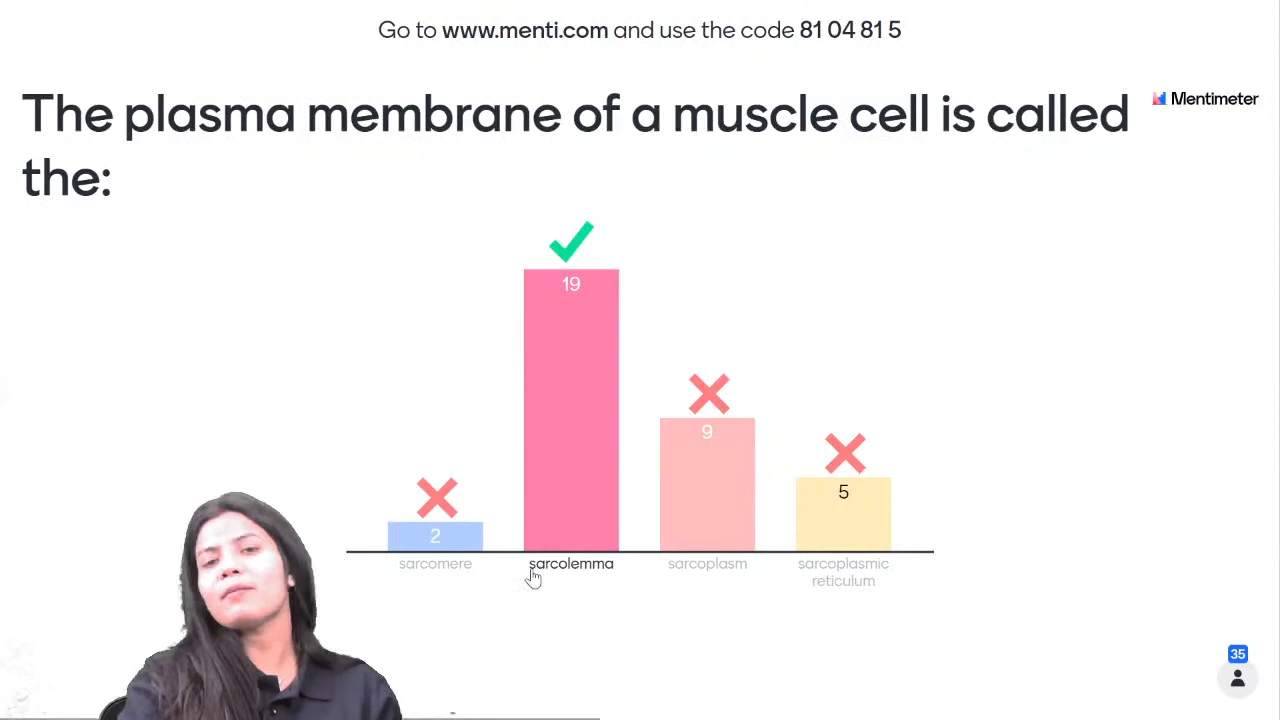 Go to www.menti.com and use the code 81 04 81 5
The plasma membrane of a muscle cell is called
the:
Mentimeter
19
9
5
2
sarcomere
sarcolemma
sarcoplasm
sarcoplasmic
reticulum
35